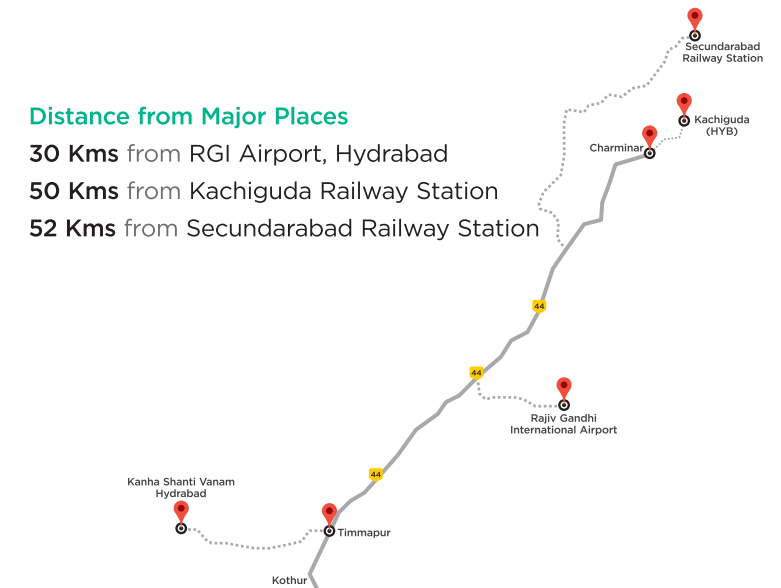 Secundarabad
Railway Station
Distance from Major Places
Kachiguda
(HYB)
30 Kms from RGI Airport, Hydrabad
Charminar
50 Kms from Kachiguda Railway Station
52 Kms from Secundarabad Railway Station
44
44
Rajiv Gandhi
International Airport
44
Kanha Shanti Vanam
Hydrabad
Timmapur
Kothur